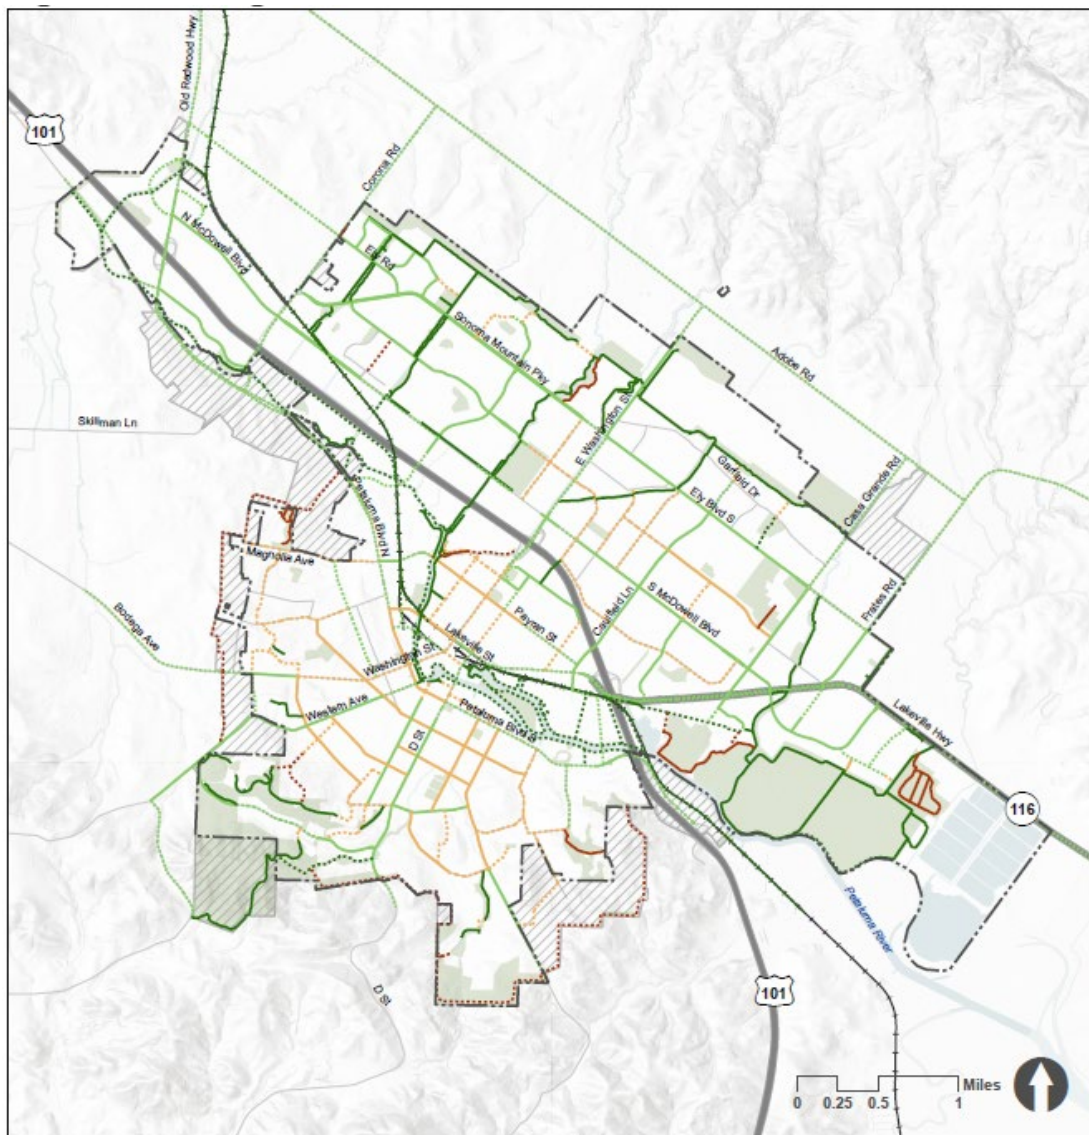 Old Redwood Hwy
101
Corona Rd
N McDowell Blvd
Ely Rd
Sonoma Mountain Pky
Adobe Rd
Skillman Ln
E Washington St
Casa Grande Rd
Garfield Dr
Petaluma Blvd N
Ely Blvd S
Magnolia Ave
Frates Rd
S McDowell Blvd
Caulfield Ln
Payran St
Bodega Ave
Lakeville St
Washington St
Western Ave
Petaluma Blvd S
D St
Lakeville Hwy
116
Petaluma River
101
D St
Miles
0 0.25 0.5 1